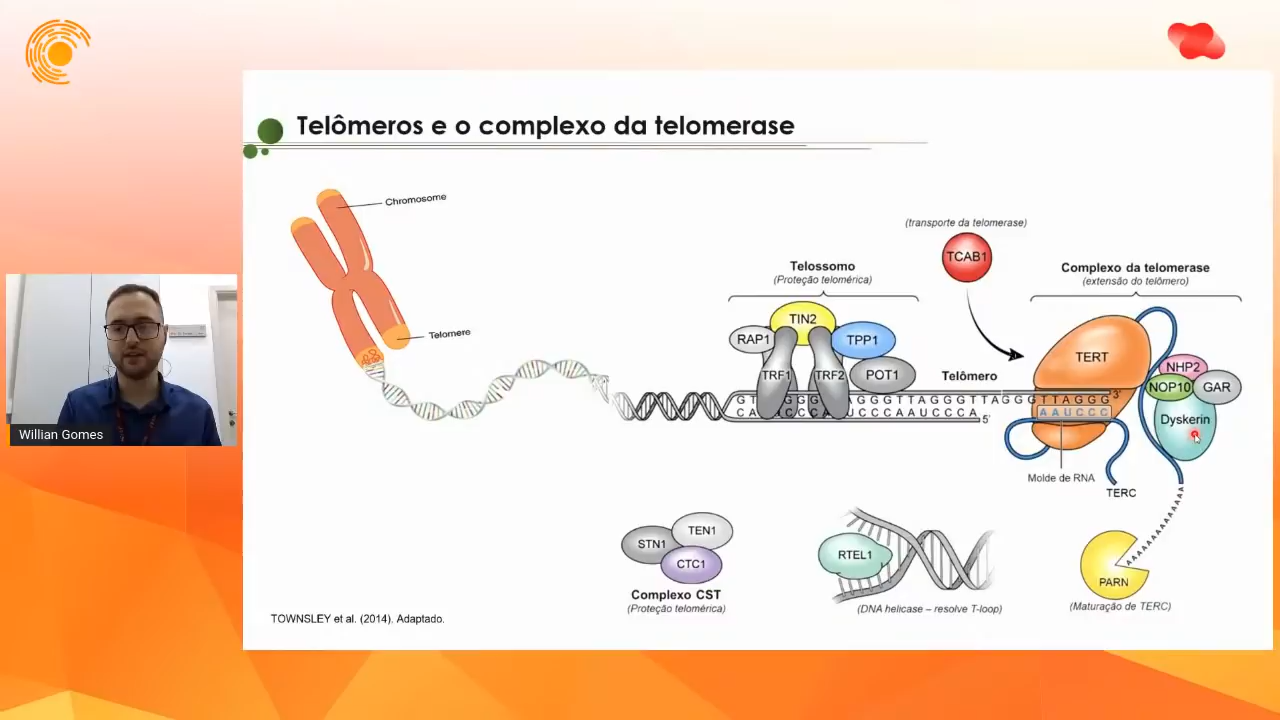 Telômeros e o complexo da telomerase
Chromosome
Telomere
(transporte da telomerase)
TCAB1
Telossomo
(Proteção telomérica)
Complexo da telomerase
(extensão do telômero)
TIN2
RAP1
TPP1
TRF1
TRF2
POT1
Telômero
TERT
NHP2
NOP10
GAR
Dyskerin
3'
AAUCCC
5'
Molde de RNA
TERC
TEN1
STN1
CTC1
Complexo CST
(Proteção telomérica)
RTEL1
(DNA helicase – resolve T-loop)
AAAAAAAAAAA
PARN
(Maturação de TERC)
TOWNSLEY et al. (2014). Adaptado.
Willian Gomes